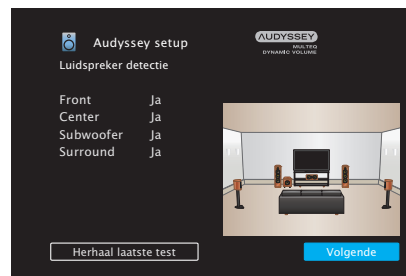 Audyssey setup
AUDYSSEY
MULTEQ
DYNAMIC VOLUME
Luidspreker detectie
Front Ja
Center Ja
Subwoofer Ja
Surround Ja
Herhaal laatste test
Volgende